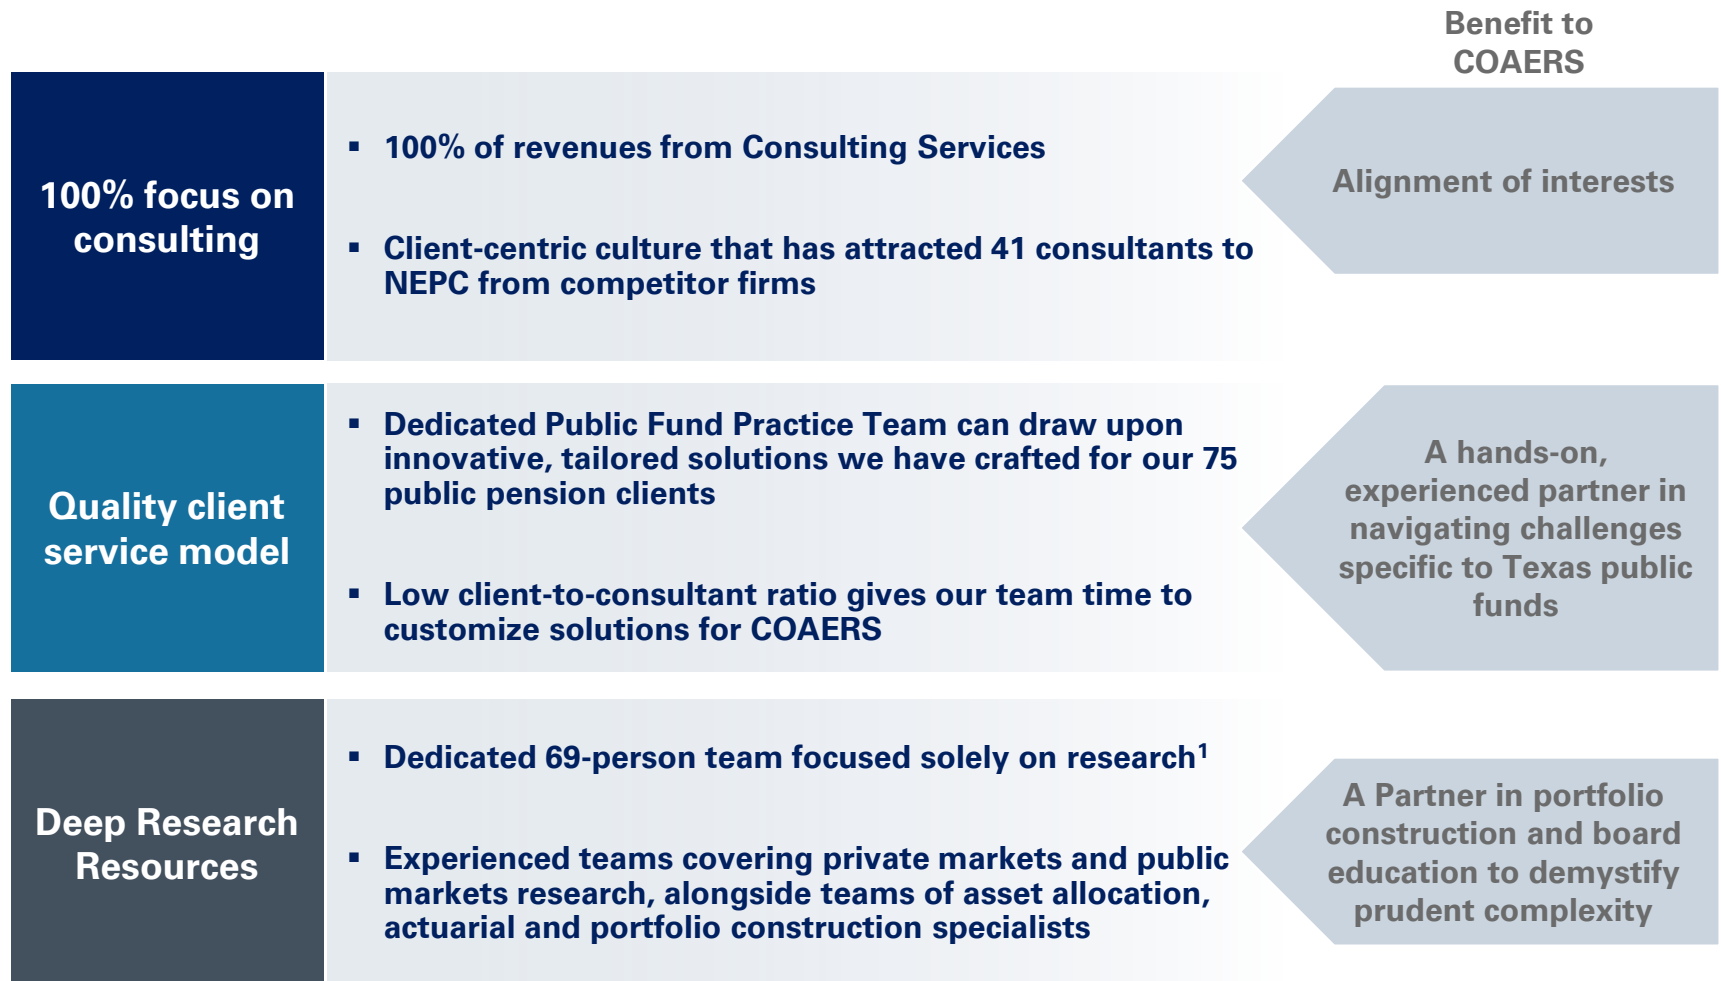 Benefit to
COAERS
100% focus on
consulting
▪ 100% of revenues from Consulting Services
▪ Client-centric culture that has attracted 41 consultants to
NEPC from competitor firms
Alignment of interests
Quality client
service model
▪ Dedicated Public Fund Practice Team can draw upon
innovative, tailored solutions we have crafted for our 75
public pension clients
▪ Low client-to-consultant ratio gives our team time to
customize solutions for COAERS
A hands-on,
experienced partner in
navigating challenges
specific to Texas public
funds
Deep Research
Resources
▪ Dedicated 69-person team focused solely on research¹
▪ Experienced teams covering private markets and public
markets research, alongside teams of asset allocation,
actuarial and portfolio construction specialists
A Partner in portfolio
construction and board
education to demystify
prudent complexity